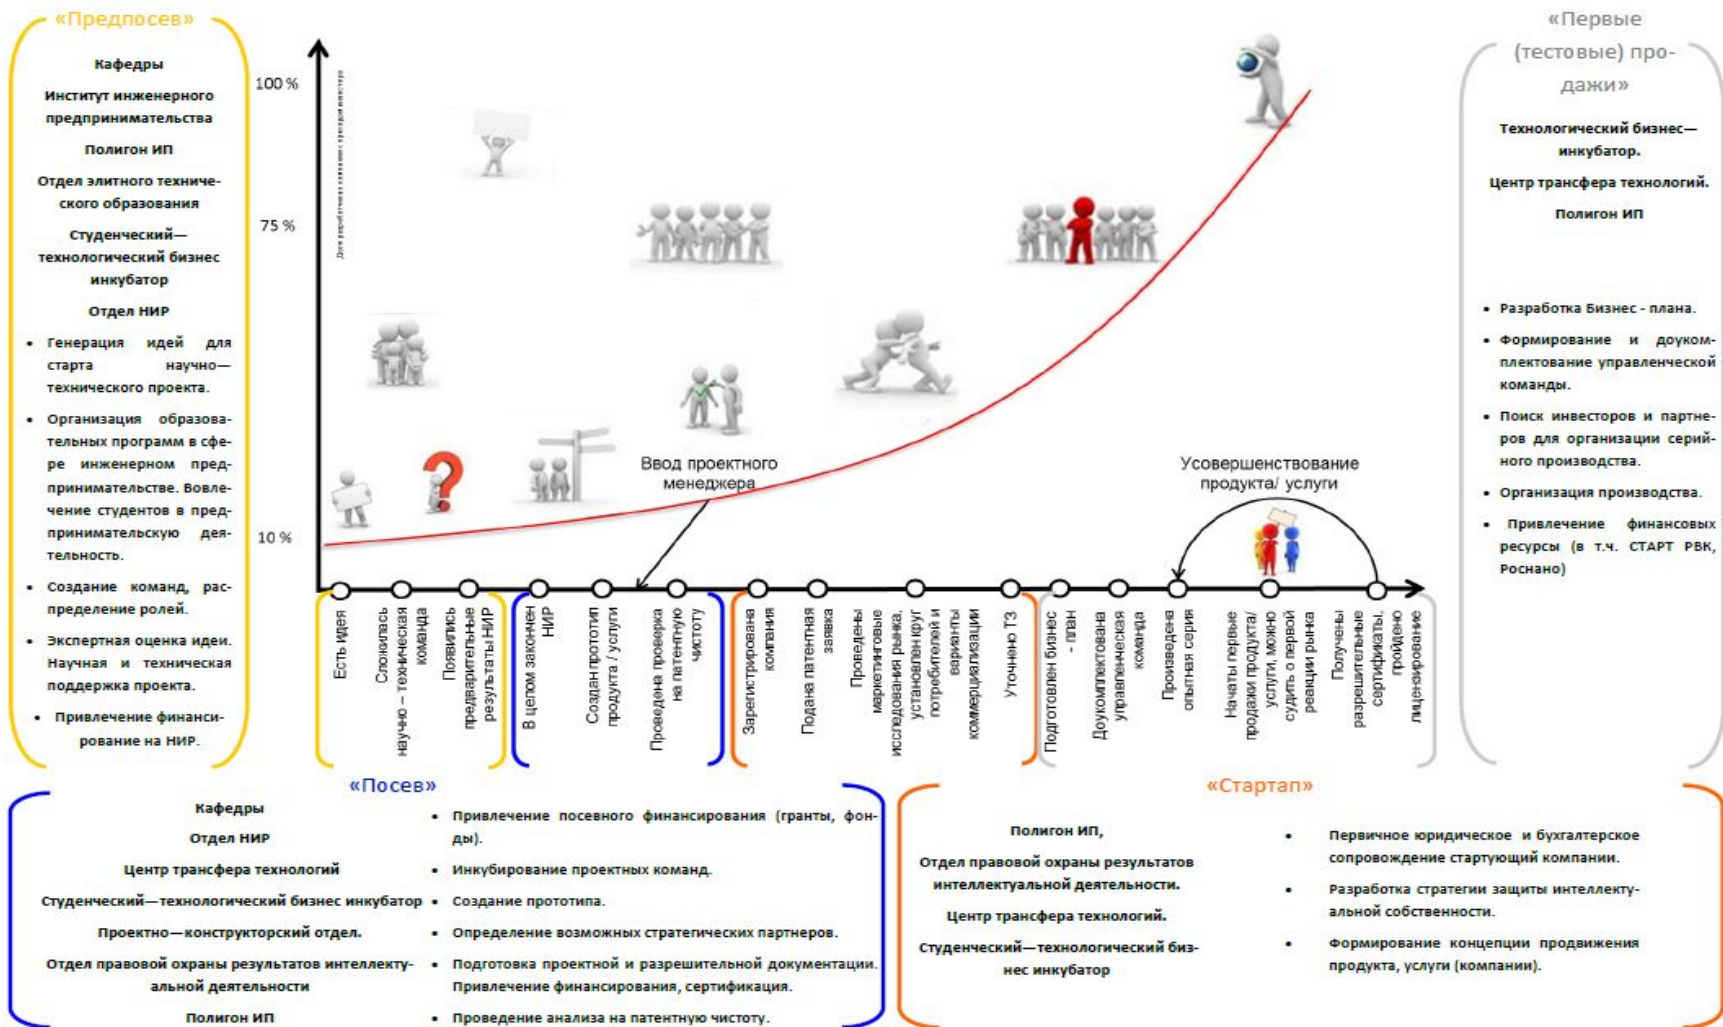 «Предпосев»
Кафедры
Институт инженерного
предпринимательства
Полигон ИП
Отдел элитного техниче-
ского образования
Студенческий—
технологический бизнес
инкубатор
Отдел НИР
• Генерация идей для
старта научно—
технического проекта.
• Организация образова-
тельных программ в сфе-
ре инженерном пред-
принимательстве. Вовле-
чение студентов в пред-
принимательскую дея-
тельность.
• Создание команд, рас-
пределение ролей.
• Экспертная оценка идеи.
Научная и техническая
поддержка проекта.
• Привлечение финанси-
рование на НИР.
100 %
75 %
10 %
Ввод проектного
менеджера
Усовершенствование
продукта/ услуги
Есть идея
Сложилась
научно – техническая
команда
Появились
предварительные
результаты НИР
В целом закончен
НИР
Создан прототип
продукта / услуги
Проведена проверка
на патентную
чистоту
Зарегистрирована
компания
Подана патентная
заявка
Проведены
маркетинговые
исследования рынка,
установлен круг
потребителей и
варианты
коммерциализации
Уточнено ТЗ
Подготовлен бизнес
- план
Доукомплектована
управленческая
команда
Произведена
опытная серия
Начаты первые
продажи продукта/
услуги, можно
судить о первой
реакции рынка
Получены
разрешительные
сертификаты,
пройдено
лицензирование
«Первые
(тестовые) про-
дажи»
Технологический бизнес—
инкубатор.
Центр трансфера технологий.
Полигон ИП
• Разработка Бизнес - плана.
• Формирование и доуком-
плектование управленческой
команды.
• Поиск инвесторов и партне-
ров для организации серий-
ного производства.
• Организация производства.
• Привлечение финансовых
ресурсы (в т.ч. СТАРТ РВК,
Роснано)
«Посев»
Кафедры
Отдел НИР
Центр трансфера технологий
Студенческий—технологический бизнес инкубатор
Проектно—конструкторский отдел.
Отдел правовой охраны результатов интеллекту-
альной деятельности
Полигон ИП
• Привлечение посевного финансирования (гранты, фон-
ды).
• Инкубирование проектных команд.
• Создание прототипа.
• Определение возможных стратегических партнеров.
• Подготовка проектной и разрешительной документации.
Привлечение финансирования, сертификация.
• Проведение анализа на патентную чистоту.
«Стартап»
Полигон ИП,
Отдел правовой охраны результатов
интеллектуальной деятельности.
Центр трансфера технологий.
Студенческий—технологический биз-
нес инкубатор
• Первичное юридическое и бухгалтерское
сопровождение стартующий компании.
• Разработка стратегии защиты интеллекту-
альной собственности.
• Формирование концепции продвижения
продукта, услуги (компании).